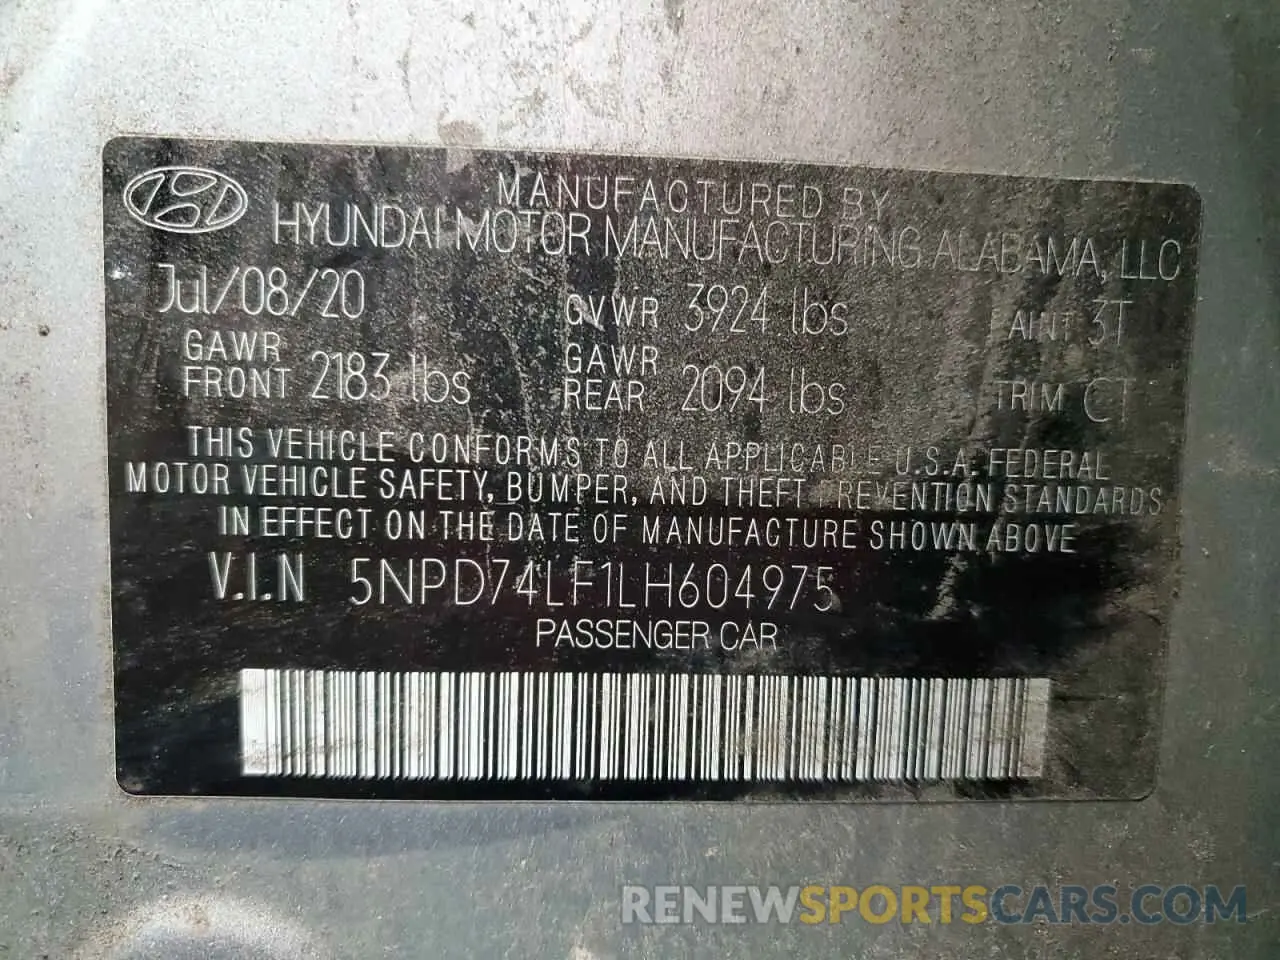 MANUFACTURED BY
HYUNDAI MOTOR MANUFACTURING ALABAMA, LLC
Jul/08/20 GVWR 3924 lbs PAINT 3T
GAWR FRONT 2183 lbs GAWR REAR 2094 lbs TRIM CT
THIS VEHICLE CONFORMS TO ALL APPLICABLE U.S.A. FEDERAL
MOTOR VEHICLE SAFETY, BUMPER, AND THEFT PREVENTION STANDARDS
IN EFFECT ON THE DATE OF MANUFACTURE SHOWN ABOVE
V.I.N 5NPD74LF1LH604975
PASSENGER CAR
RENEWSPORTSCARS.COM